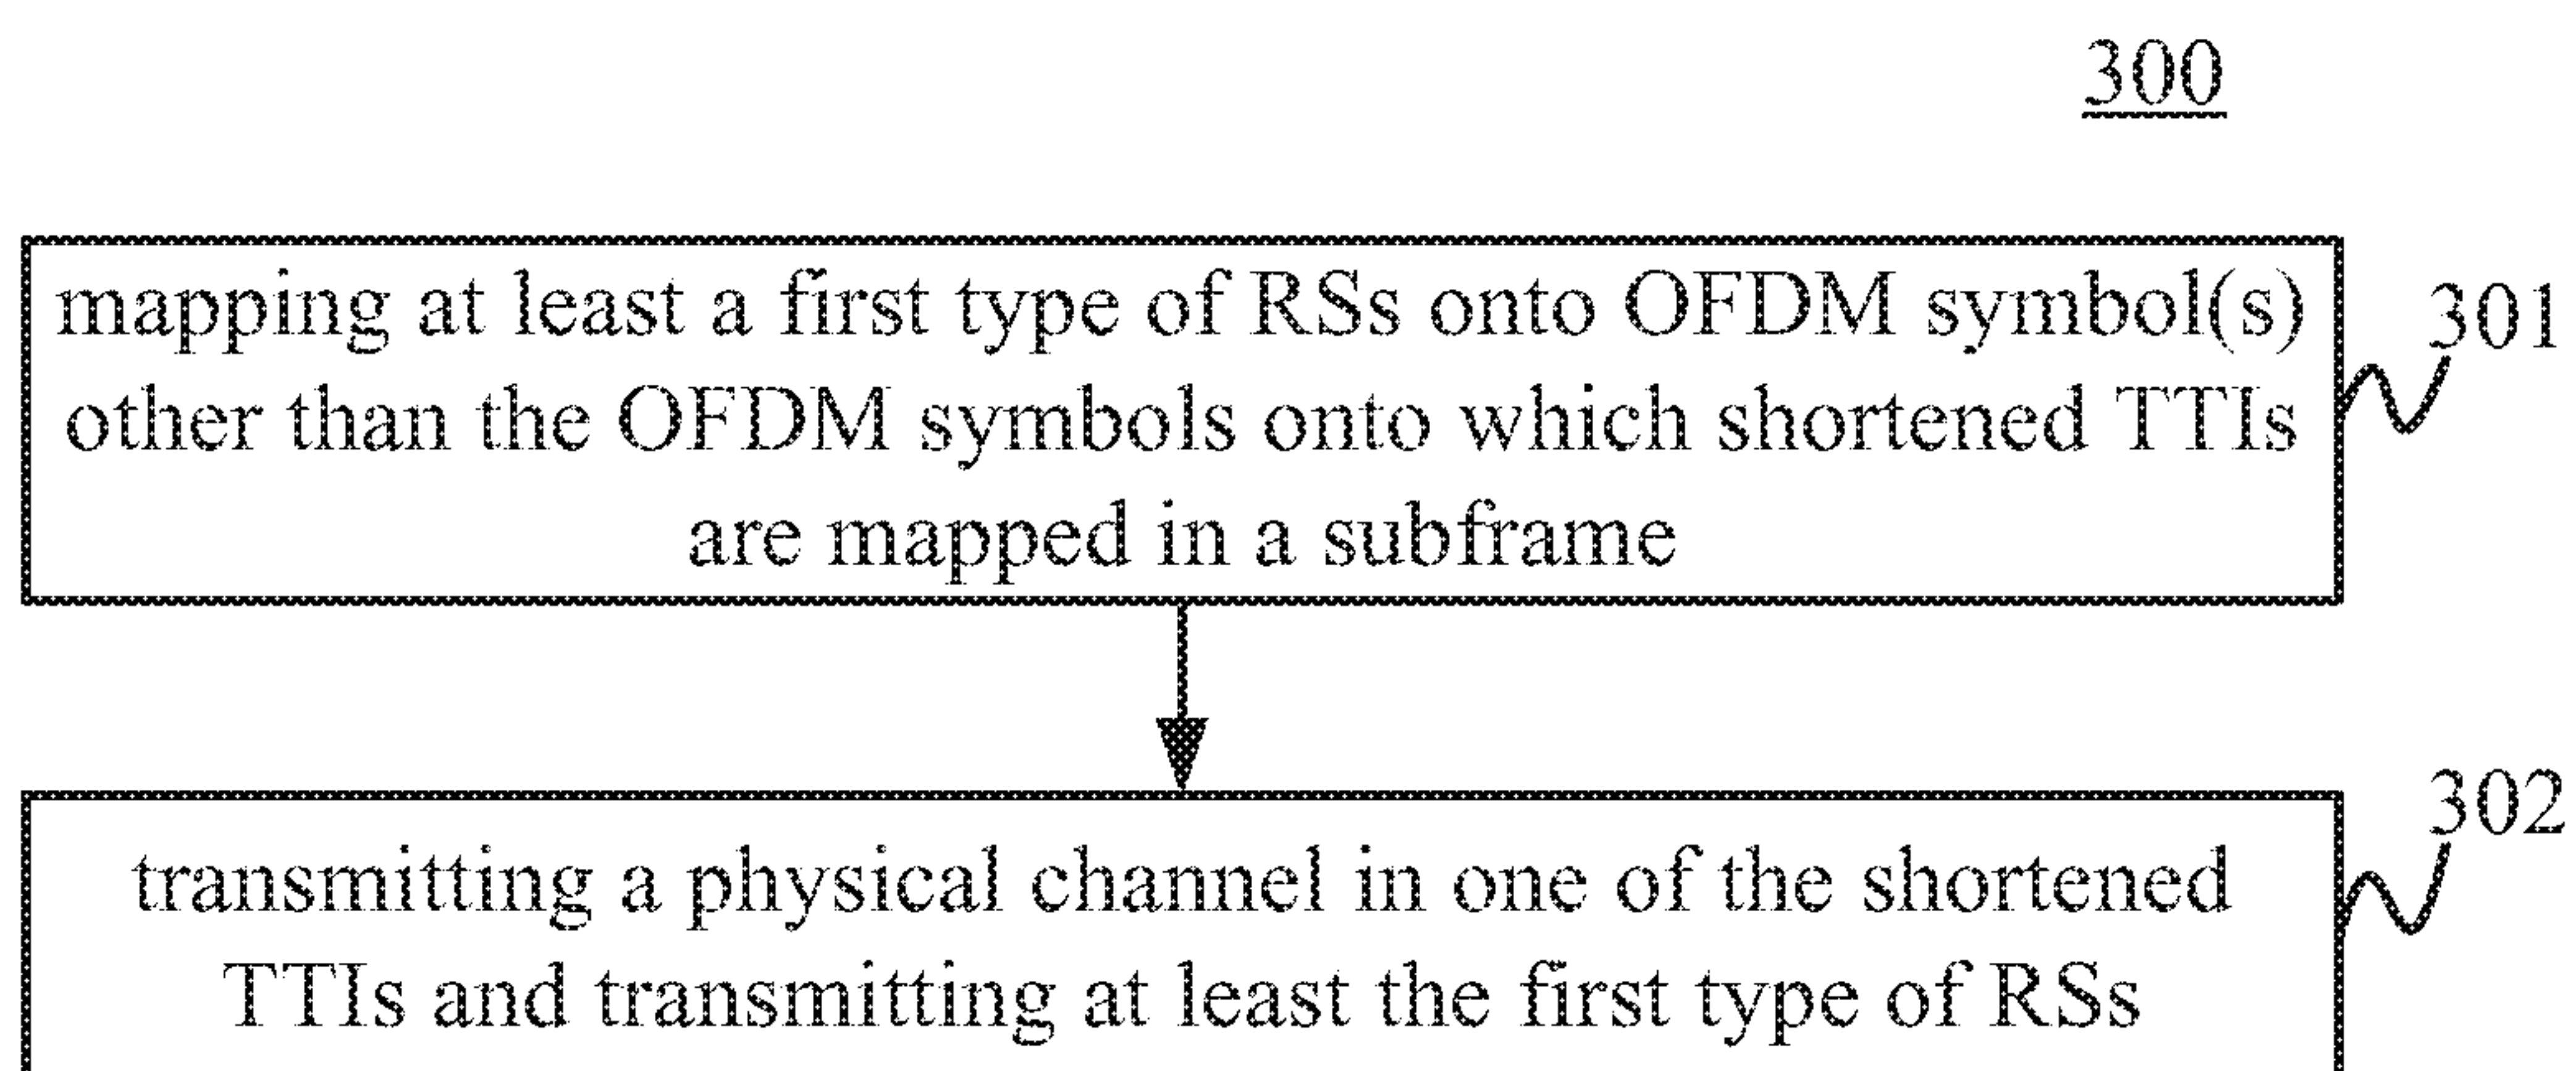 300
mapping at least a first type of RSs onto OFDM symbol(s)
301
other than the OFDM symbols onto which shortened TTIs
are mapped in a subframe
302
transmitting a physical channel in one of the shortened
TTIs and transmitting at least the first type of RSs